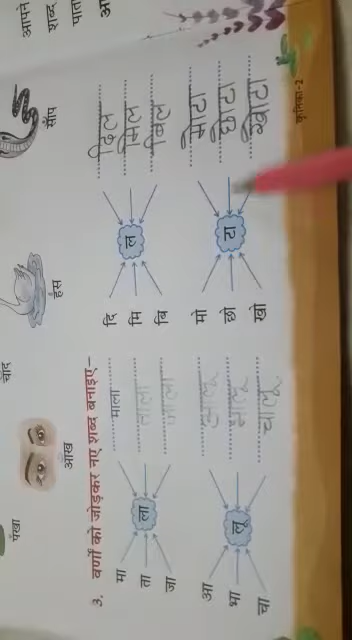 पंखा चाँद आपने
शब्द
आँख हंस साँप
3. वर्णों को जोड़कर नए शब्द बनाइए–
मा माला दि दिल
ता ला ताला मि ल मिल
जा जाला बि बिल
आ आलू मो मोटा
भा लू भालू छो टा छोटा
चा चालू खो
कृतिका-2